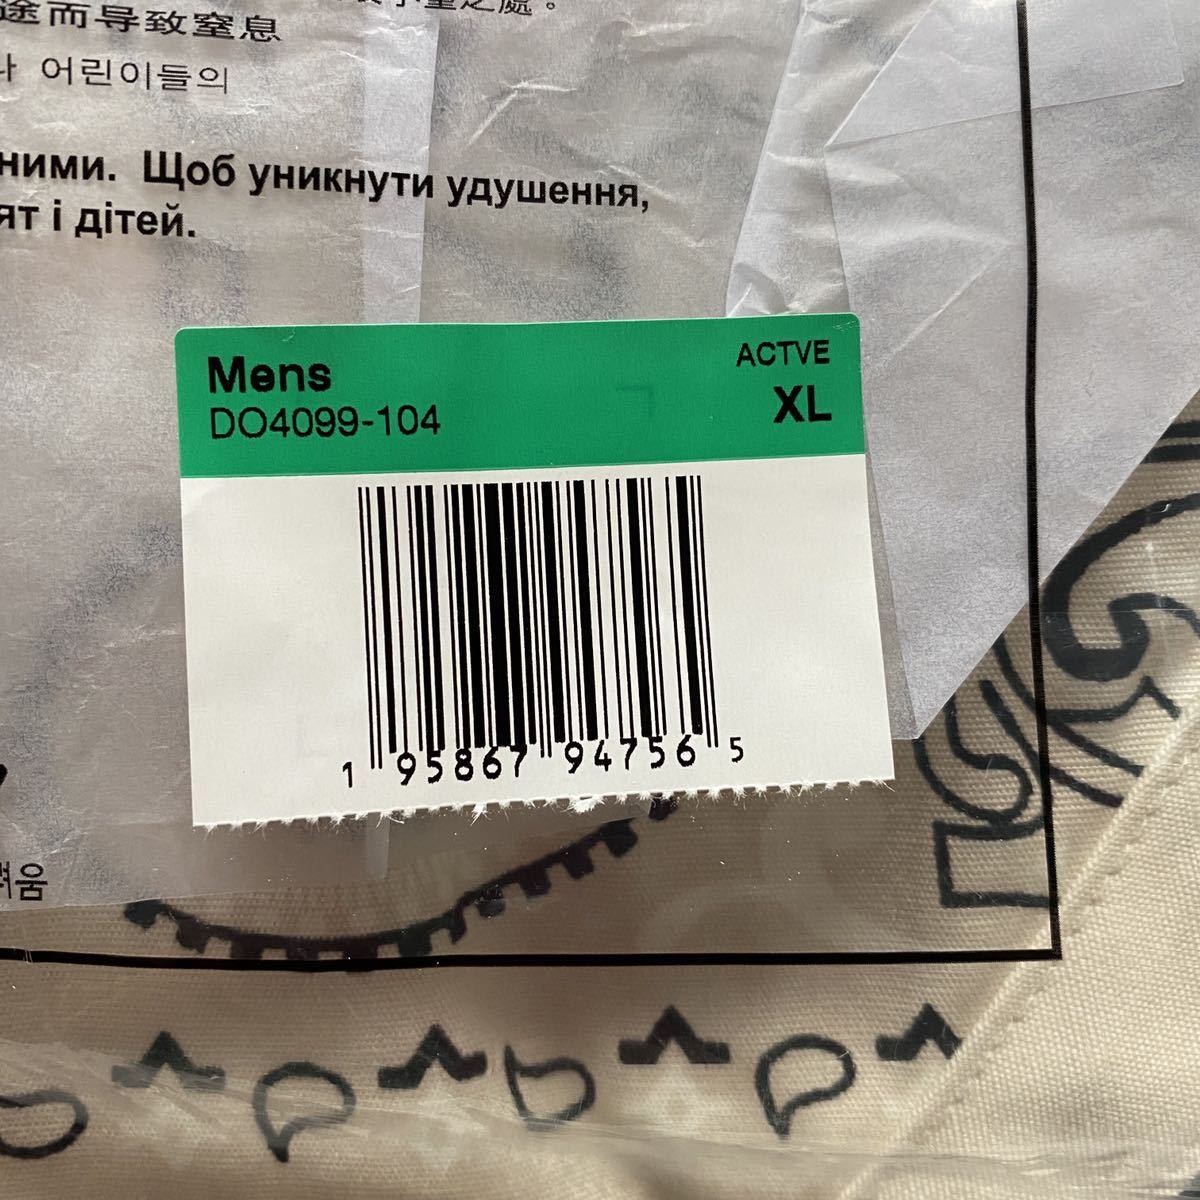 途而导致窒息
어린이들의
ними. Щоб уникнути удушення,
ят і дітей.
Mens
ACTVE
DO4099-104
XL
1 95867 94756 5
움